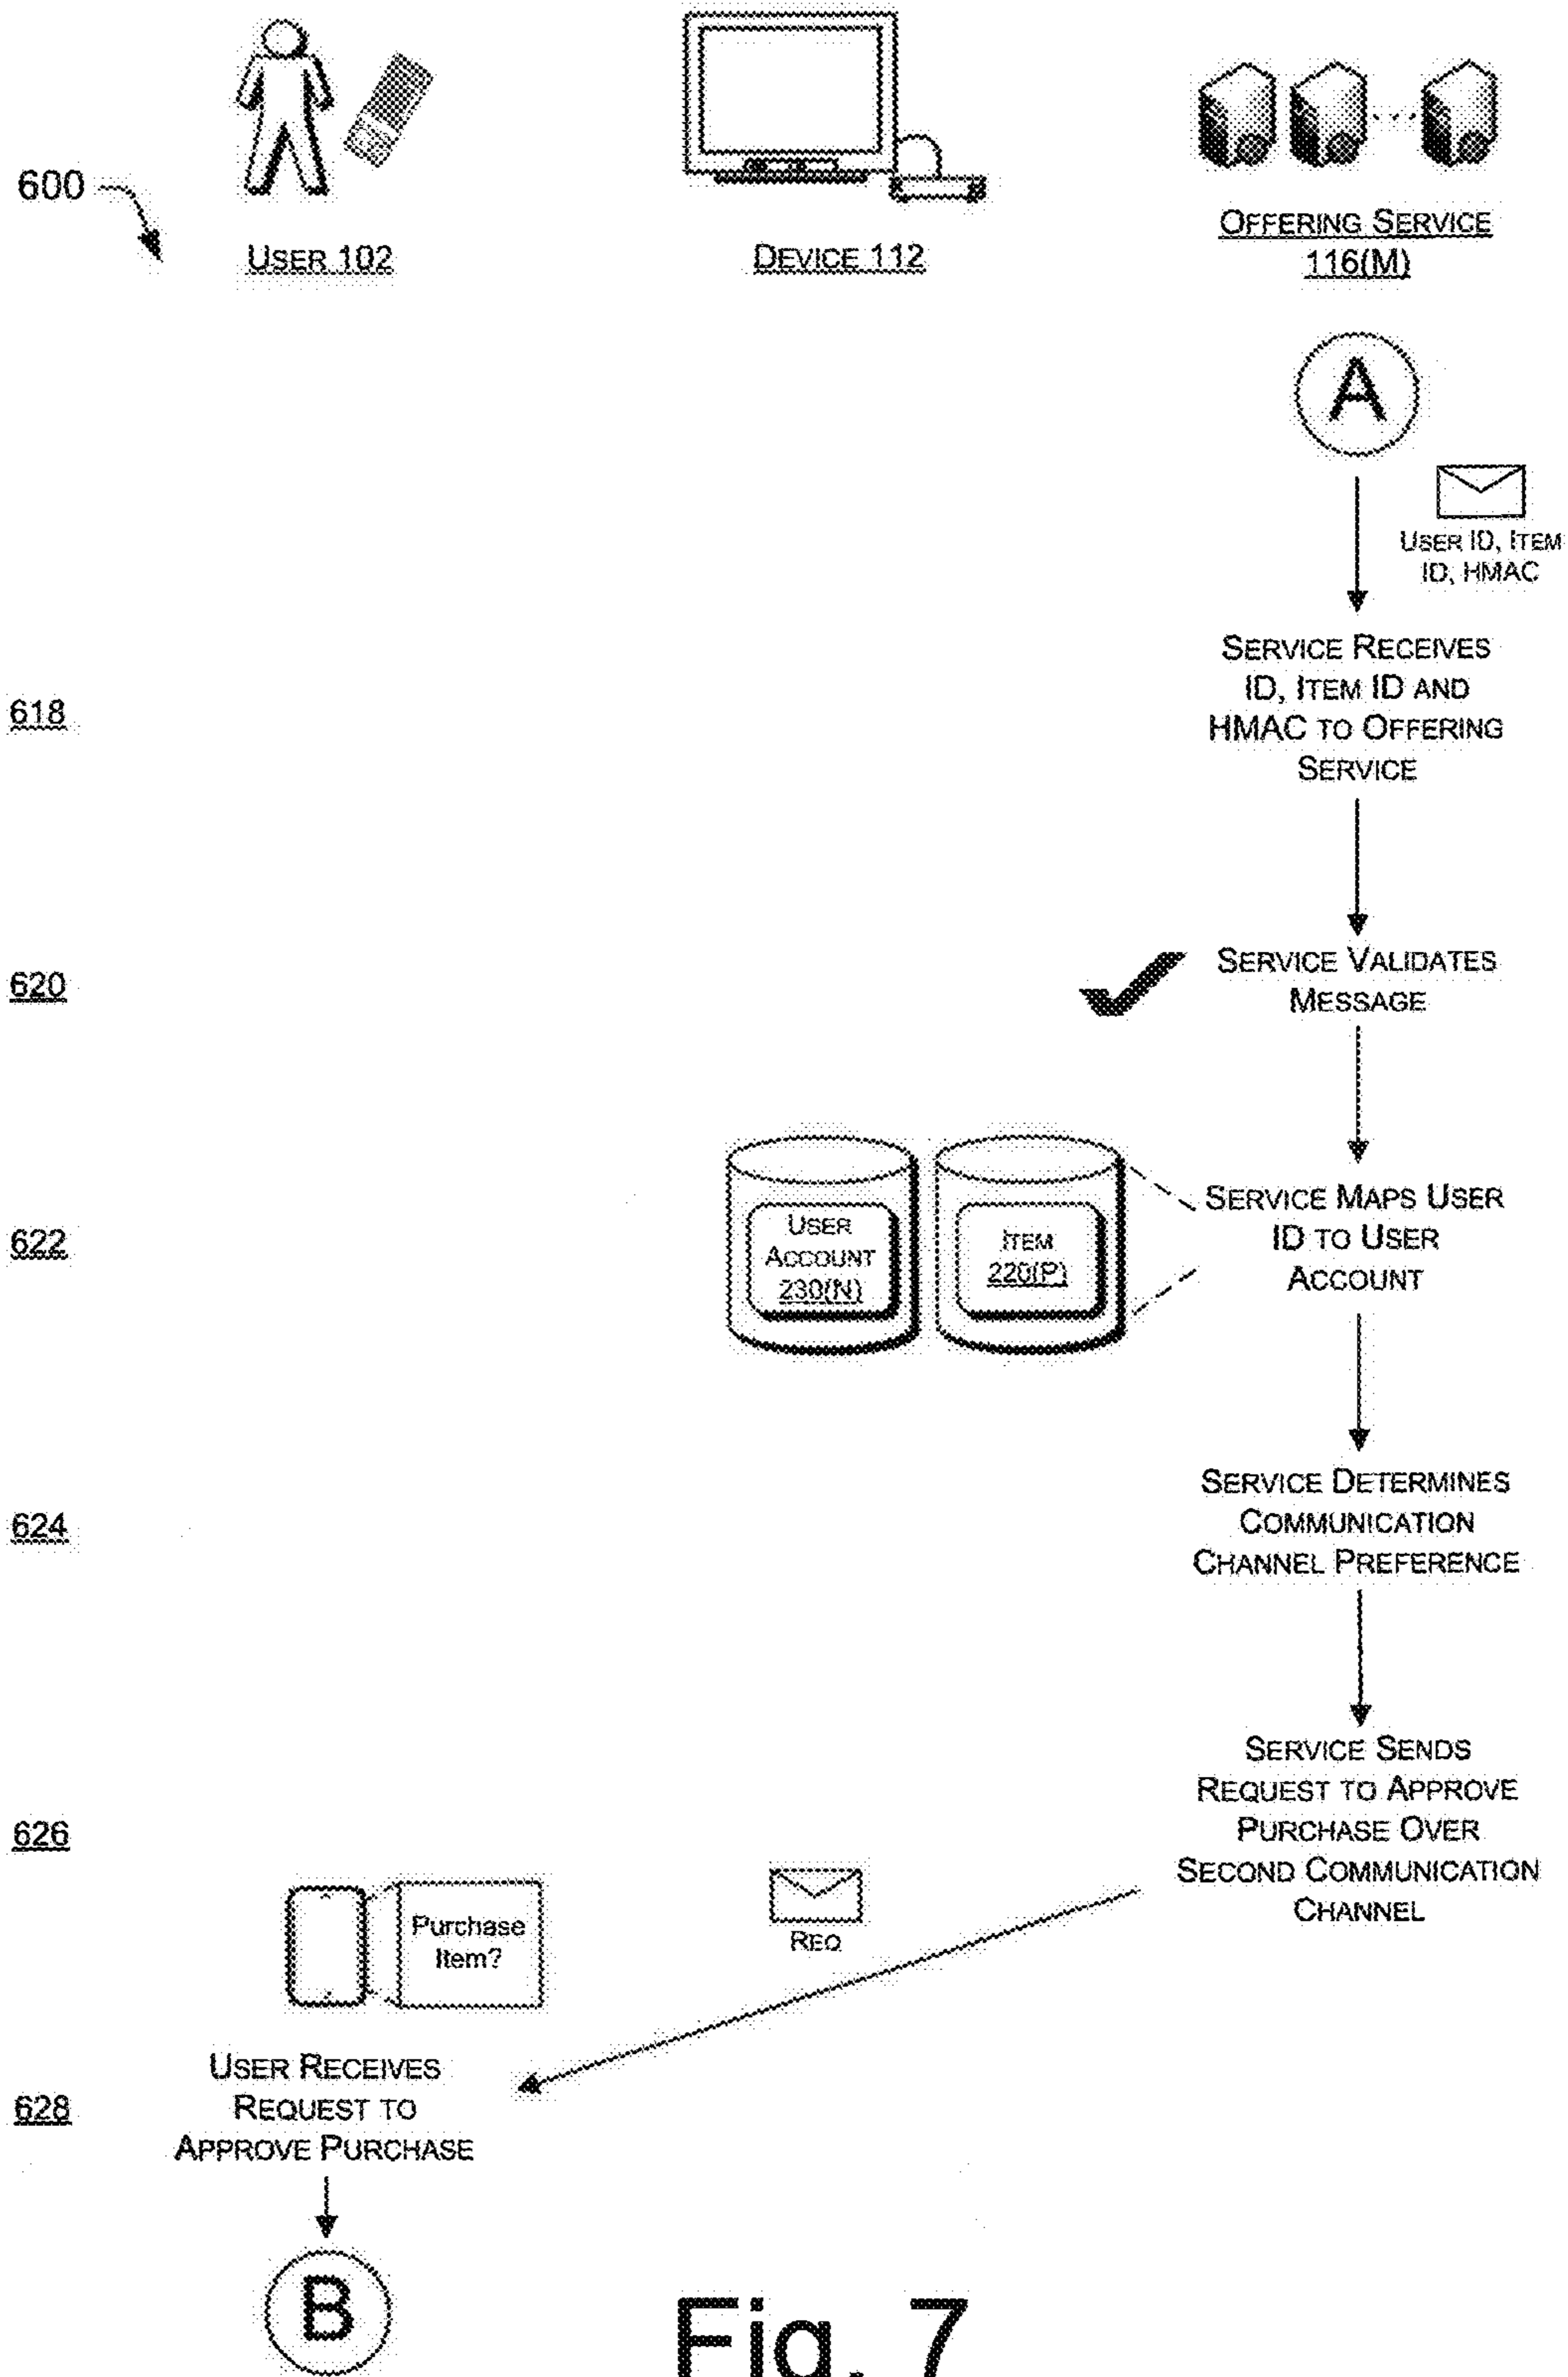 600
USER 102
DEVICE 112
OFFERING SERVICE
116(M)
A
USER ID, ITEM
ID, HMAC
618
SERVICE RECEIVES
ID, ITEM ID AND
HMAC TO OFFERING
SERVICE
620
SERVICE VALIDATES
MESSAGE
622
USER
ACCOUNT
230(N)
ITEM
220(P)
SERVICE MAPS USER
ID TO USER
ACCOUNT
624
SERVICE DETERMINES
COMMUNICATION
CHANNEL PREFERENCE
626
SERVICE SENDS
REQUEST TO APPROVE
PURCHASE OVER
SECOND COMMUNICATION
CHANNEL
Purchase
Item?
REQ
628
USER RECEIVES
REQUEST TO
APPROVE PURCHASE
B
Fig. 7